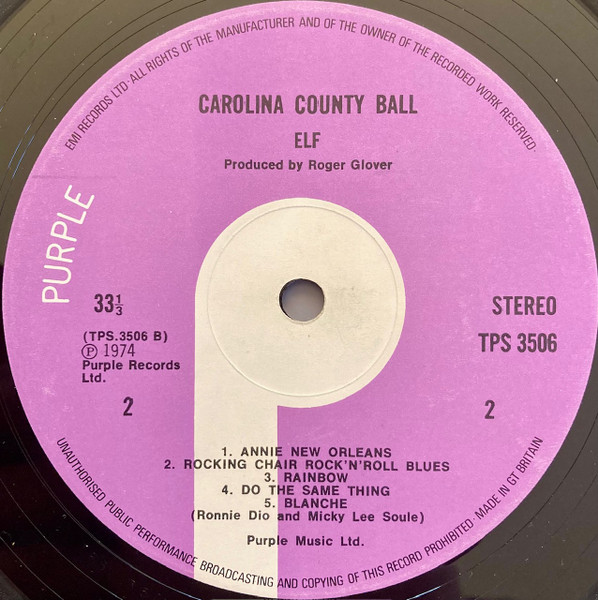 EMI RECORDS LTD · ALL RIGHTS OF THE MANUFACTURER AND OF THE OWNER OF THE RECORDED WORK RESERVED ·
CAROLINA COUNTY BALL
ELF
Produced by Roger Glover
PURPLE
33⅓
STEREO
(TPS.3506 B)
TPS 3506
Ⓟ 1974
Purple Records
Ltd.
2
2
1. ANNIE NEW ORLEANS
2. ROCKING CHAIR ROCK'N'ROLL BLUES
3. RAINBOW
4. DO THE SAME THING
5. BLANCHE
(Ronnie Dio and Micky Lee Soule)
Purple Music Ltd.
UNAUTHORISED PUBLIC PERFORMANCE BROADCASTING AND COPYING OF THIS RECORD PROHIBITED · MADE IN GT BRITAIN